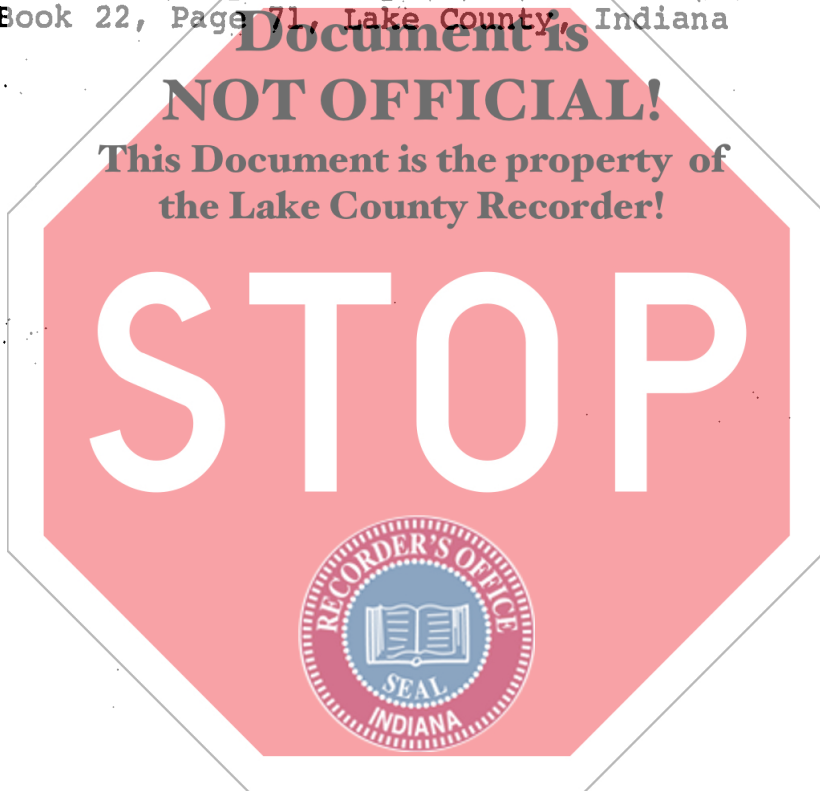 Book 22, Page 71, Lake County, Indiana
Document is
NOT OFFICIAL!
This Document is the property of
the Lake County Recorder!
STOP
RECORDER'S OFFICE
SEAL
INDIANA